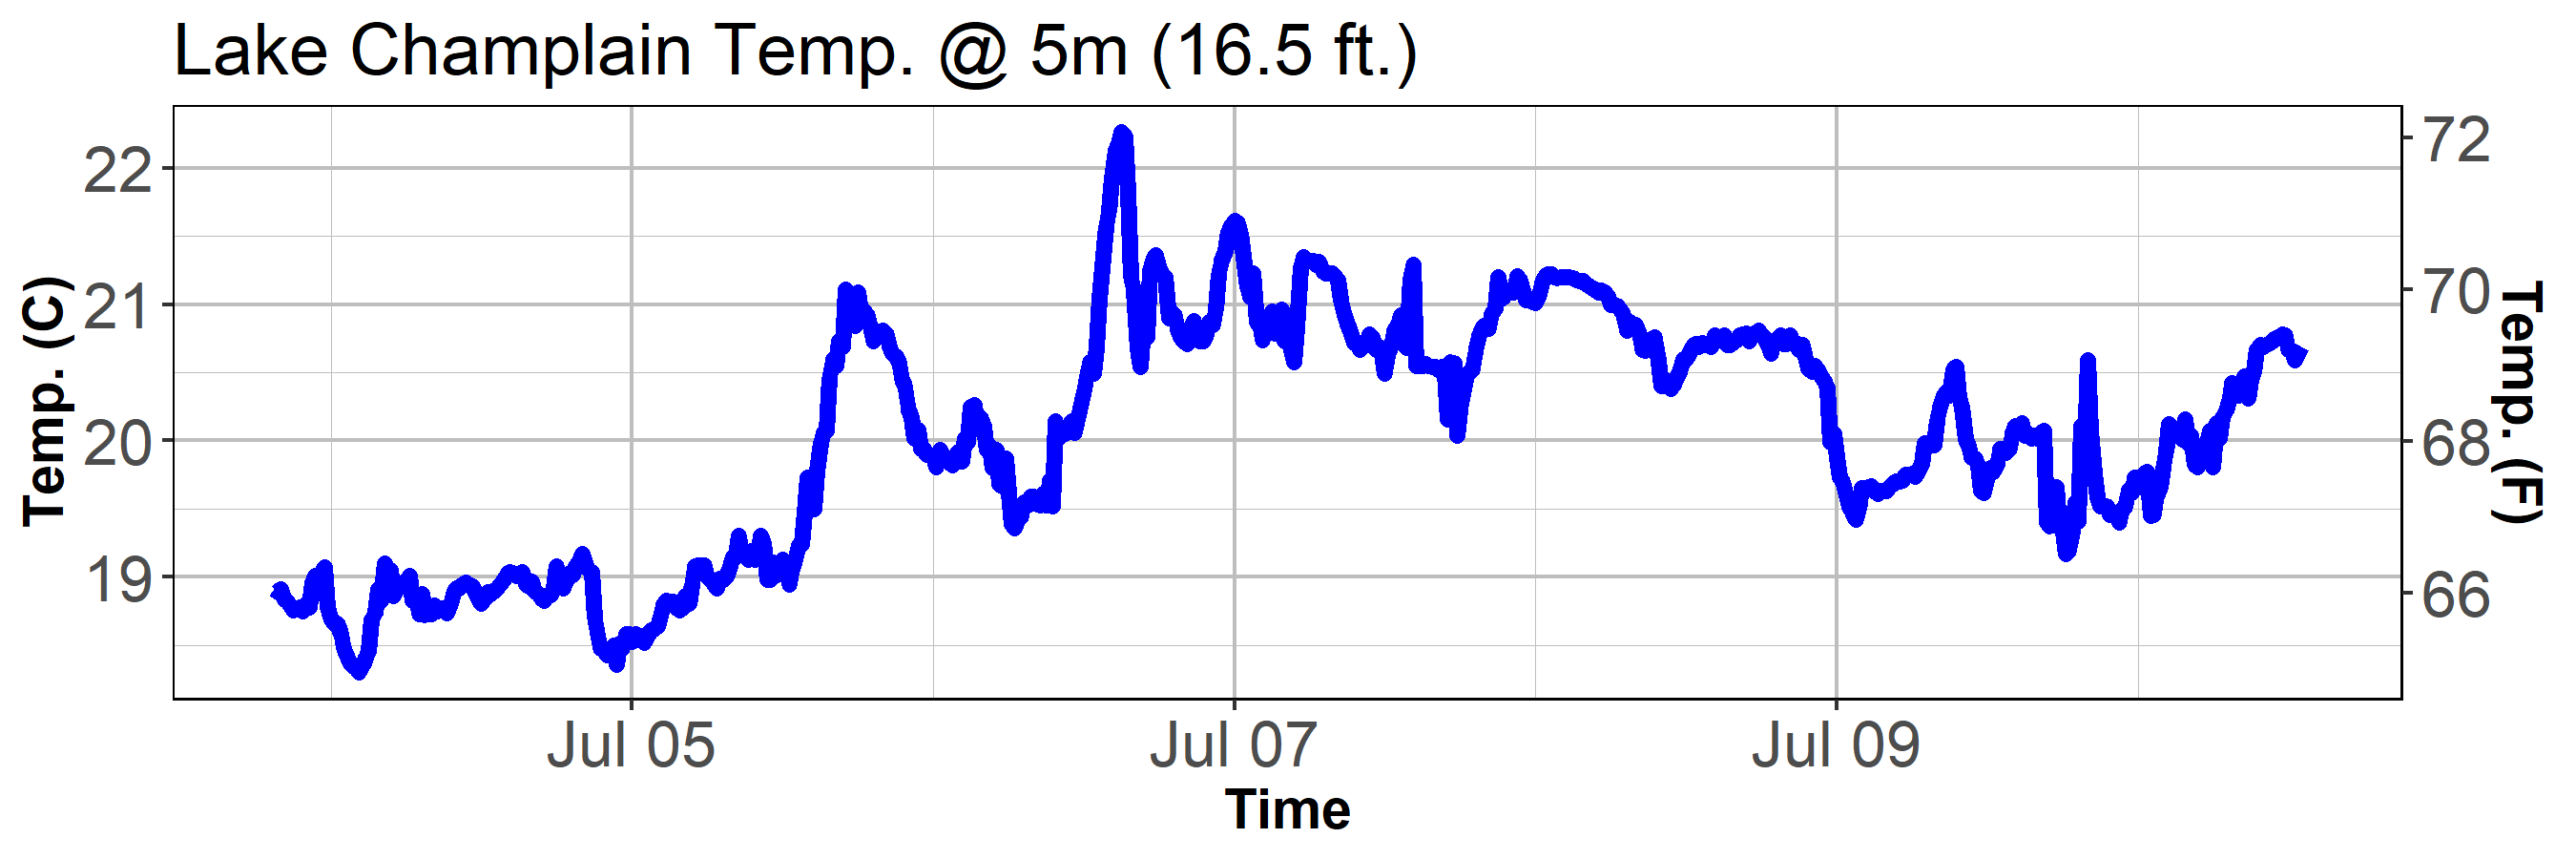 Lake Champlain Temp. @ 5m (16.5 ft.)
Temp. (C)
22
21
20
19
72
70
68
66
Temp. (F)
Jul 05
Jul 07
Jul 09
Time